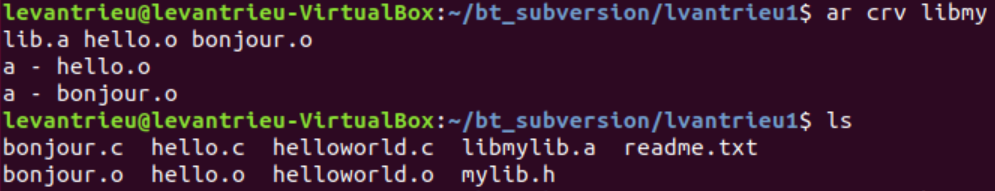 levantrieu@levantrieu-VirtualBox:~/bt_subversion/lvantrieu1$ ar crv libmy
lib.a hello.o bonjour.o
a - hello.o
a - bonjour.o
levantrieu@levantrieu-VirtualBox:~/bt_subversion/lvantrieu1$ ls
bonjour.c  hello.c  helloworld.c  libmylib.a  readme.txt
bonjour.o  hello.o  helloworld.o  mylib.h